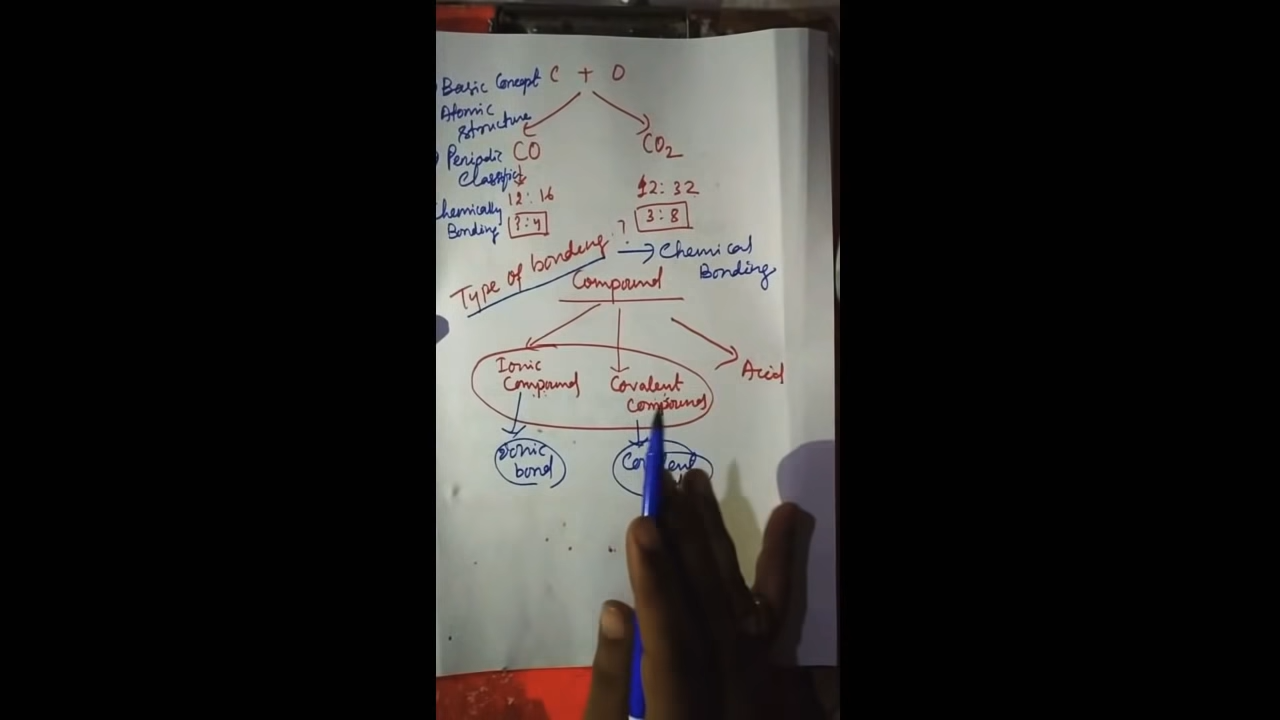 Basic Concept
Atomic
structure
Periodic
Classific
Chemically
Bonding
C + O
CO CO2
12: 16 12: 32
3:4 3:8
Type of bonding ?
→ Chemical
Bonding
Compound
Ionic
Compound
Covalent
Compounds
Acid
Ionic
bond